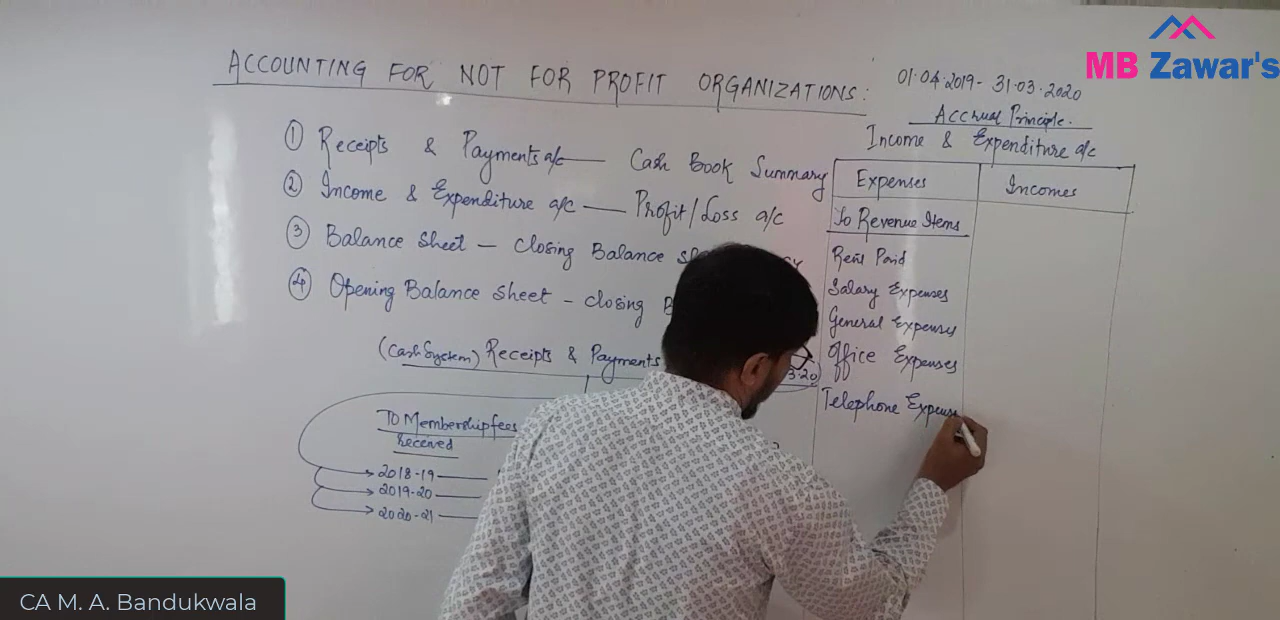 MB Zawar's
ACCOUNTING FOR NOT FOR PROFIT ORGANIZATIONS:
① Receipts & Payments a/c — Cash Book Summary
② Income & Expenditure a/c — Profit/Loss a/c
③ Balance Sheet – Closing Balance
④ Opening Balance Sheet – Closing
(Cash System) Receipts & Payments
3.20
To Membership fees
received
2018-19
2019-20
2020-21
01.04.2019 - 31.03.2020
Accrual Principle.
Income & Expenditure a/c
Expenses Incomes
To Revenue Items
Rent Paid
Salary Expenses
General Expenses
Office Expenses
Telephone Expenses
CA M. A. Bandukwala